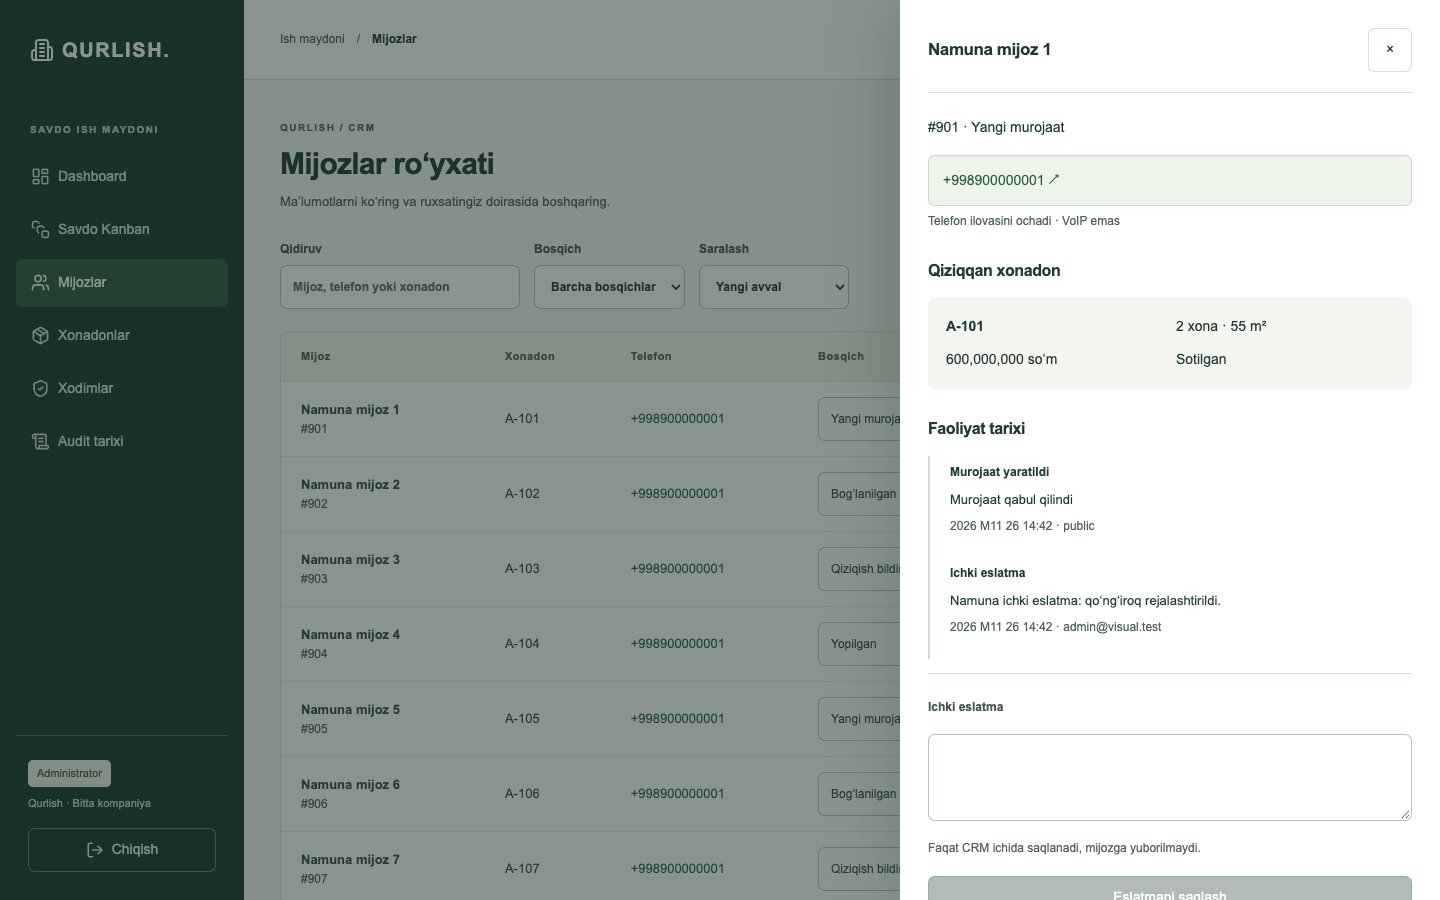 QURLISH.
SAVDO ISH MAYDONI
Dashboard
Savdo Kanban
Mijozlar
Xonadonlar
Xodimlar
Audit tarixi
Administrator
Qurlish · Bitta kompaniya
Chiqish
Ish maydoni / Mijozlar
QURLISH / CRM
Mijozlar ro‘yxati
Ma’lumotlarni ko‘ring va ruxsatingiz doirasida boshqaring.
Qidiruv Bosqich Saralash
Mijoz, telefon yoki xonadon Barcha bosqichlar Yangi avval
Mijoz Xonadon Telefon Bosqich
Namuna mijoz 1
#901 A-101 +998900000001 Yangi muroja
Namuna mijoz 2
#902 A-102 +998900000001 Bog‘lanilgan
Namuna mijoz 3
#903 A-103 +998900000001 Qiziqish bildir
Namuna mijoz 4
#904 A-104 +998900000001 Yopilgan
Namuna mijoz 5
#905 A-105 +998900000001 Yangi muroja
Namuna mijoz 6
#906 A-106 +998900000001 Bog‘lanilgan
Namuna mijoz 7
#907 A-107 +998900000001 Qiziqish bildir
Namuna mijoz 1 ×
#901 · Yangi murojaat
+998900000001 ↗
Telefon ilovasini ochadi · VoIP emas
Qiziqqan xonadon
A-101 2 xona · 55 m²
600,000,000 so‘m Sotilgan
Faoliyat tarixi
Murojaat yaratildi
Murojaat qabul qilindi
2026 M11 26 14:42 · public
Ichki eslatma
Namuna ichki eslatma: qo‘ng‘iroq rejalashtirildi.
2026 M11 26 14:42 · admin@visual.test
Ichki eslatma
Faqat CRM ichida saqlanadi, mijozga yuborilmaydi.
Eslatmani saqlash